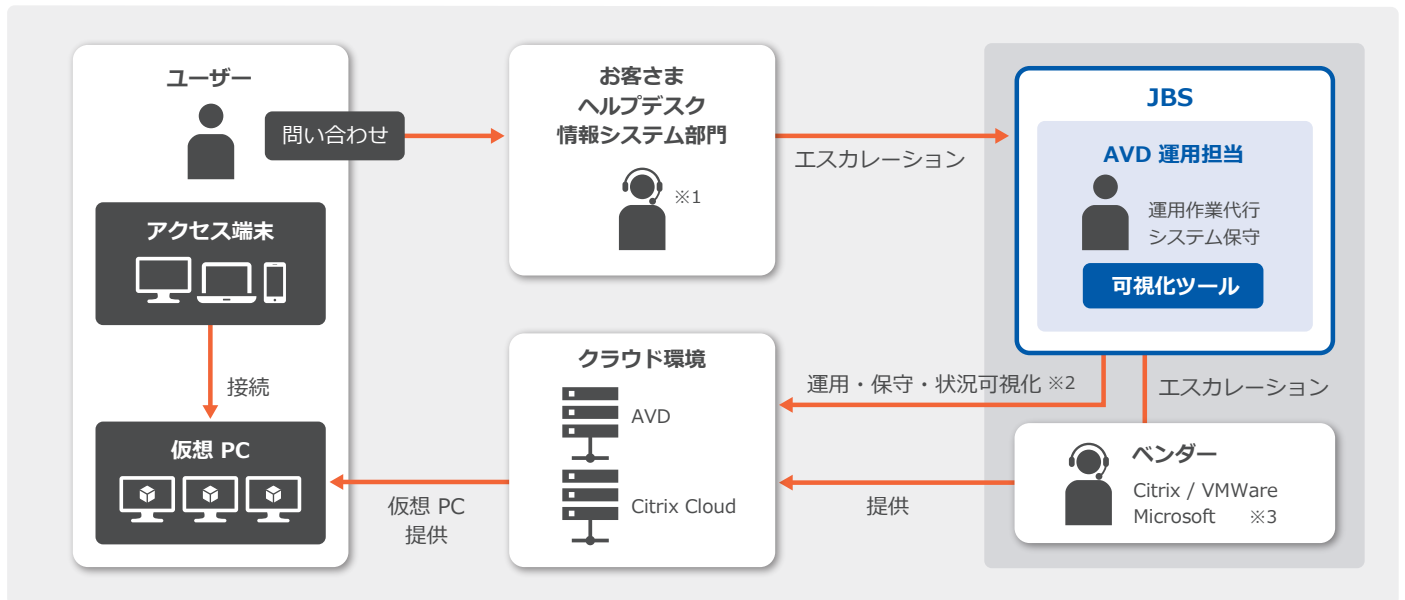 ユーザー
問い合わせ
アクセス端末
接続
仮想 PC
お客さま
ヘルプデスク
情報システム部門
※1
エスカレーション
JBS
AVD 運用担当
運用作業代行
システム保守
可視化ツール
クラウド環境
AVD
Citrix Cloud
運用・保守・状況可視化 ※2
エスカレーション
仮想 PC
提供
提供
ベンダー
Citrix / VMWare
Microsoft ※3